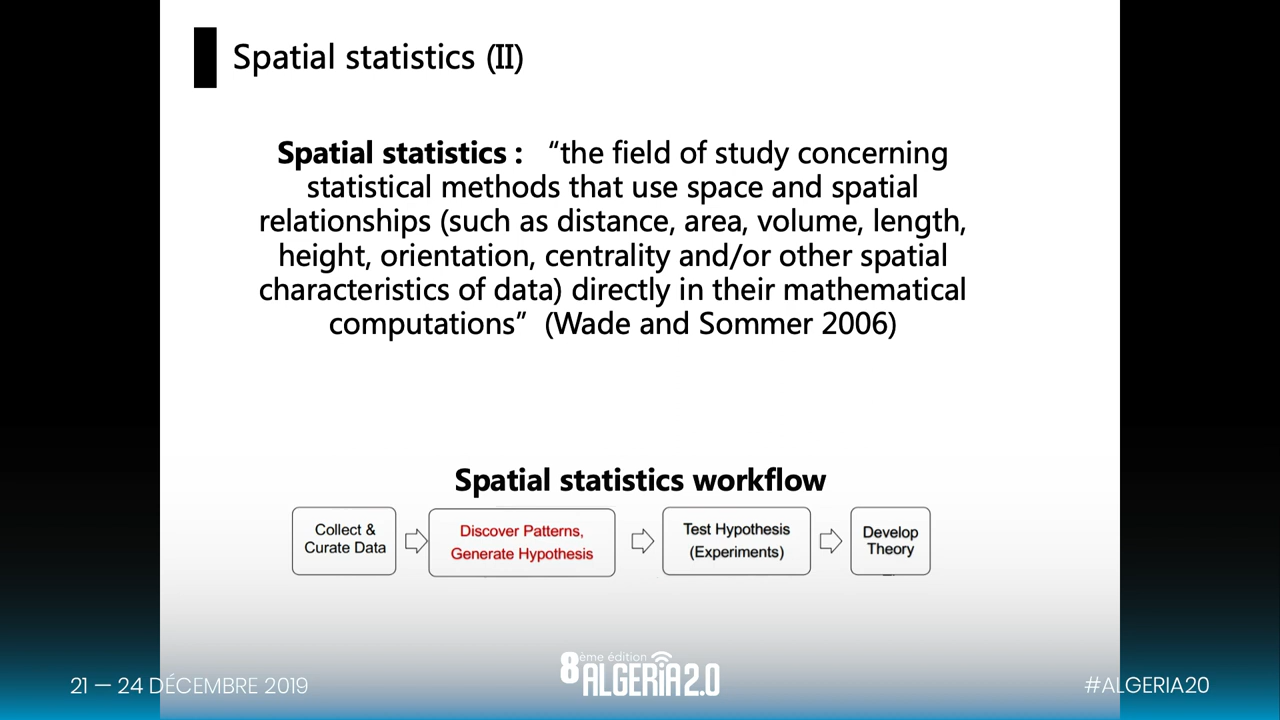 Spatial statistics (II)
Spatial statistics : “the field of study concerning
statistical methods that use space and spatial
relationships (such as distance, area, volume, length,
height, orientation, centrality and/or other spatial
characteristics of data) directly in their mathematical
computations” (Wade and Sommer 2006)
Spatial statistics workflow
Collect &
Curate Data
Discover Patterns,
Generate Hypothesis
Test Hypothesis
(Experiments)
Develop
Theory
21 — 24 DÉCEMBRE 2019
8ème édition
ALGERiA 2.0
#ALGERIA20